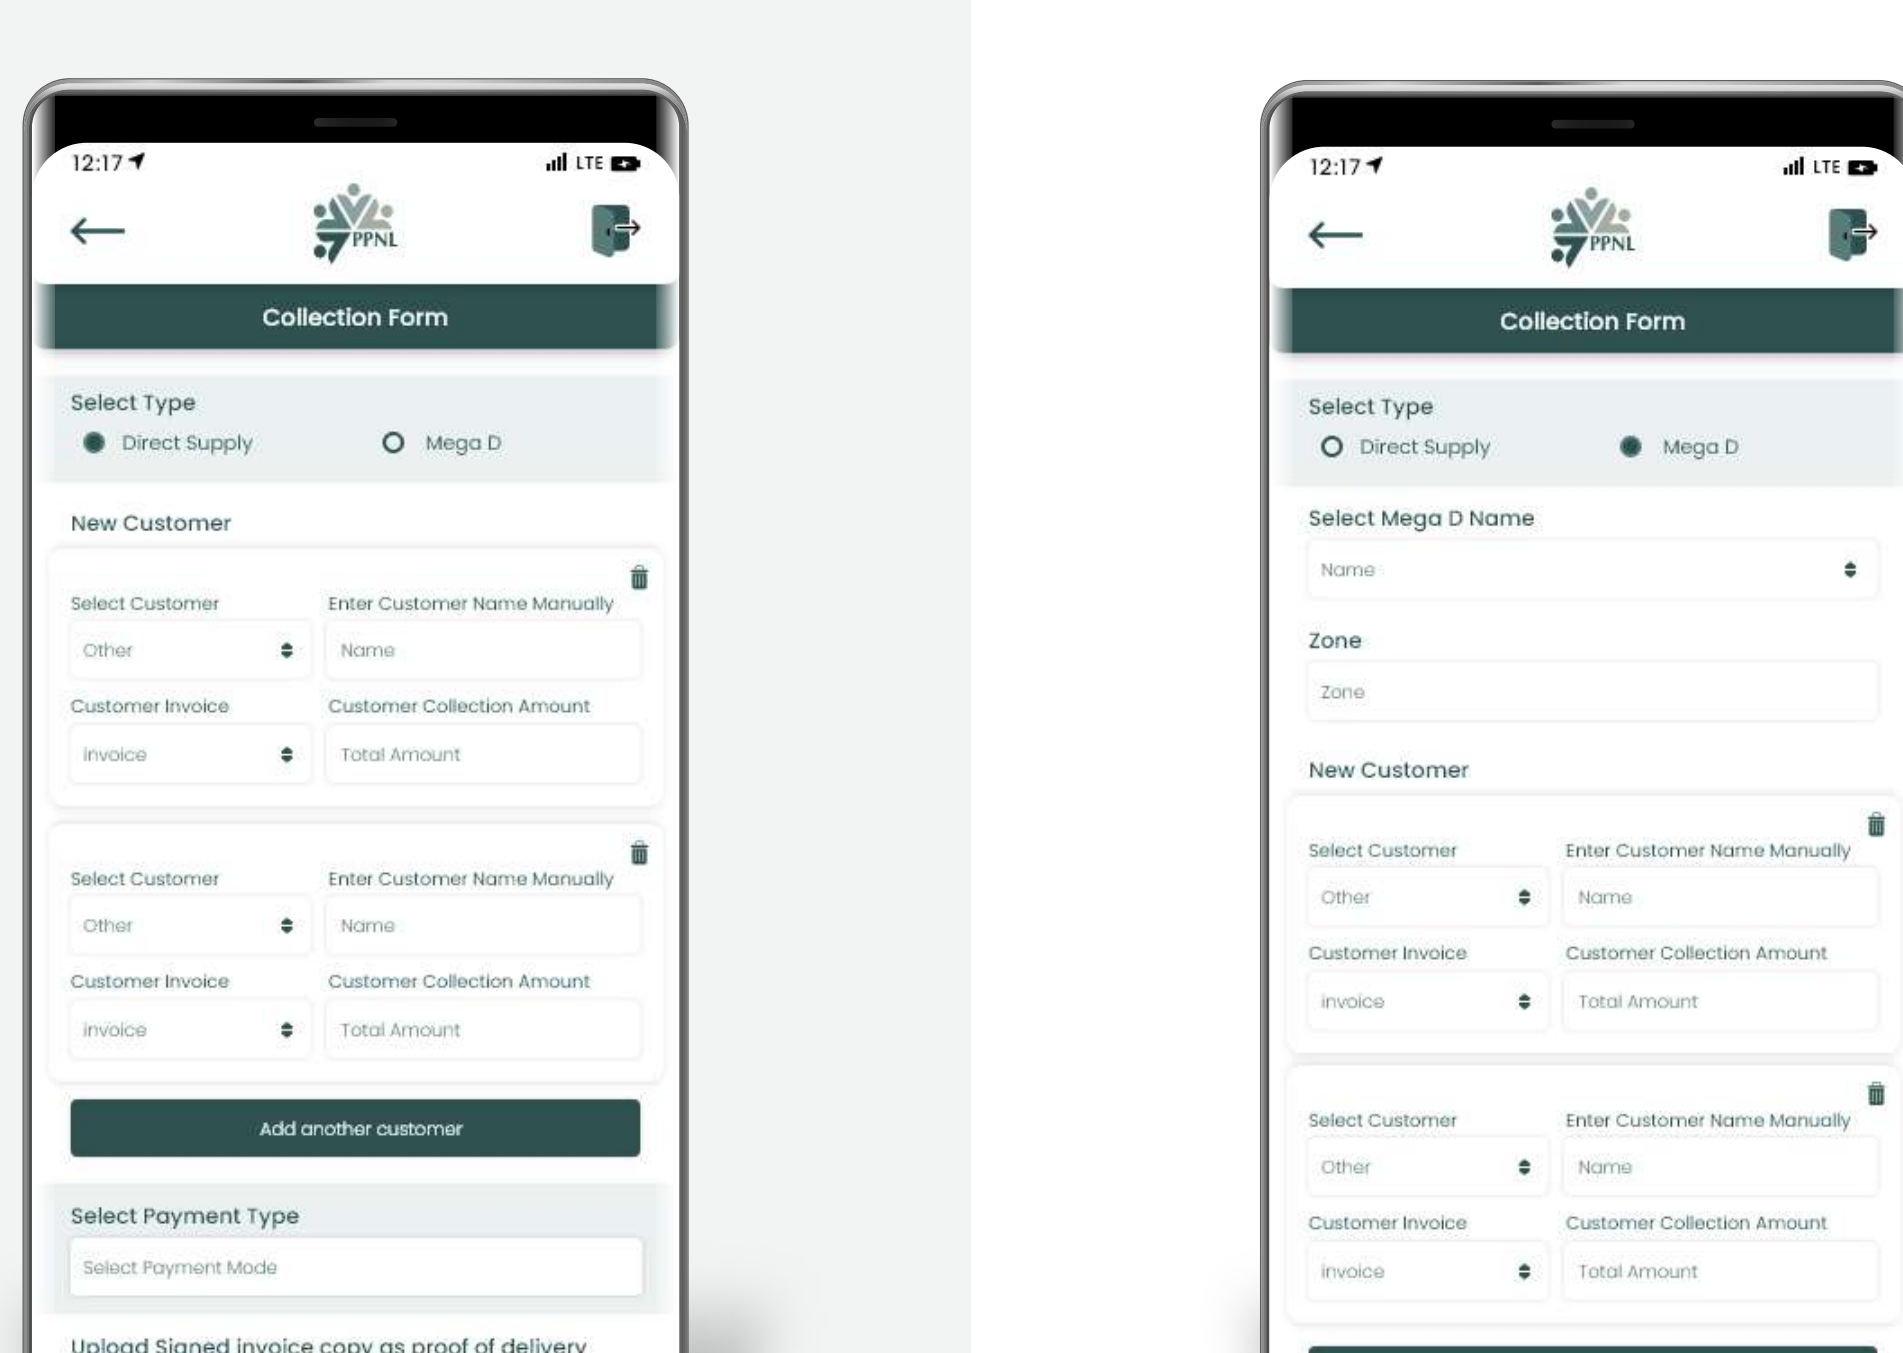 12:17
LTE
PPNL
Collection Form
Select Type
Direct Supply
Mega D
New Customer
Select Customer
Enter Customer Name Manually
Other
Name
Customer Invoice
Customer Collection Amount
invoice
Total Amount
Select Customer
Enter Customer Name Manually
Other
Name
Customer Invoice
Customer Collection Amount
invoice
Total Amount
Add another customer
Select Payment Type
Select Payment Mode
Upload Signed invoice copy as proof of delivery
12:17
LTE
PPNL
Collection Form
Select Type
Direct Supply
Mega D
Select Mega D Name
Name
Zone
Zone
New Customer
Select Customer
Enter Customer Name Manually
Other
Name
Customer Invoice
Customer Collection Amount
invoice
Total Amount
Select Customer
Enter Customer Name Manually
Other
Name
Customer Invoice
Customer Collection Amount
invoice
Total Amount